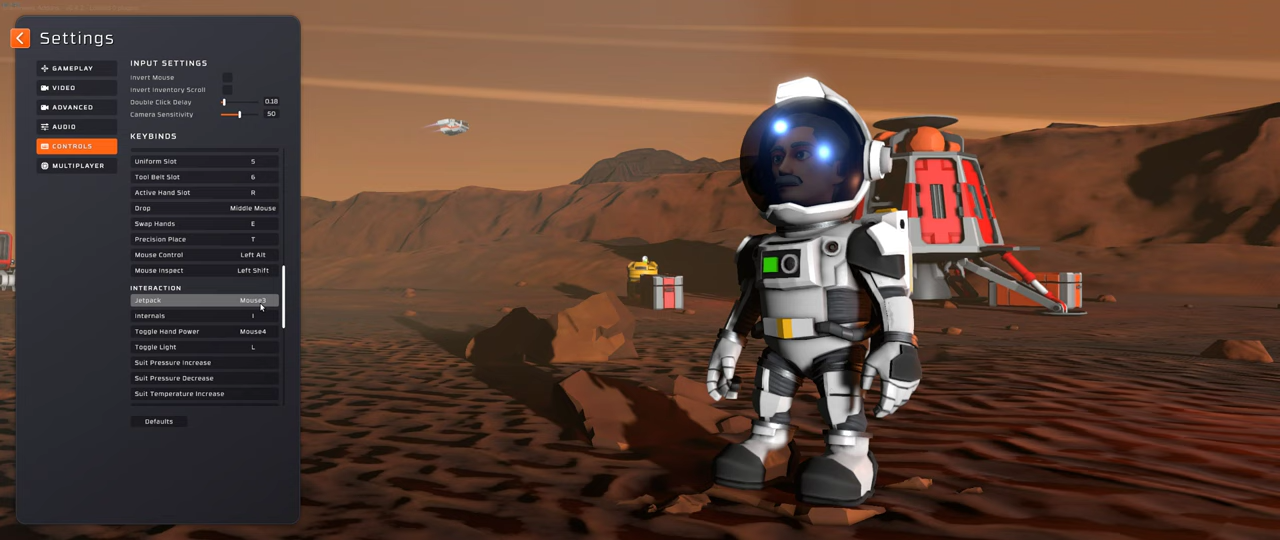 Settings
GAMEPLAY
VIDEO
ADVANCED
AUDIO
CONTROLS
MULTIPLAYER
INPUT SETTINGS
Invert Mouse
Invert Inventory Scroll
Double Click Delay 0.18
Camera Sensitivity 50
KEYBINDS
Uniform Slot 5
Tool Belt Slot 6
Active Hand Slot R
Drop Middle Mouse
Swap Hands E
Precision Place T
Mouse Control Left Alt
Mouse Inspect Left Shift
INTERACTION
Jetpack Mouse3
Internals I
Toggle Hand Power Mouse4
Toggle Light L
Suit Pressure Increase
Suit Pressure Decrease
Suit Temperature Increase
Defaults